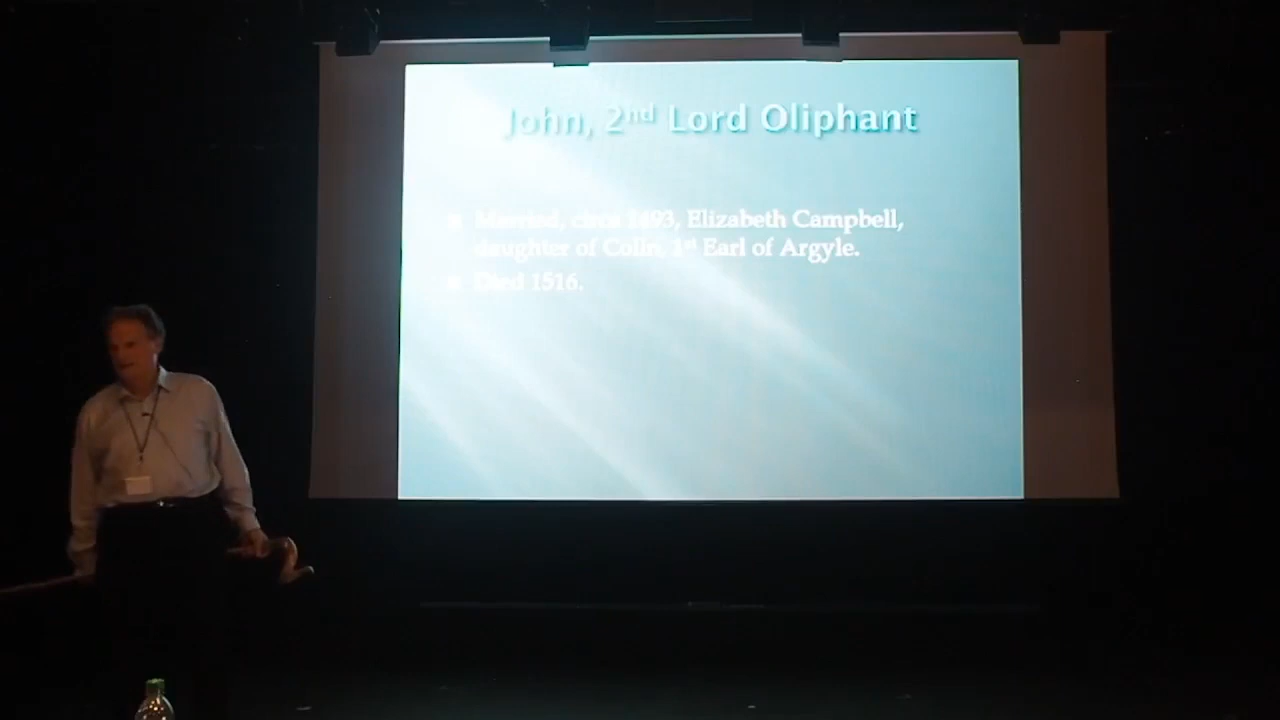 John, 2nd Lord Oliphant
Married, circa 1493, Elizabeth Campbell,
daughter of Colin, 1st Earl of Argyle.
Died 1516.